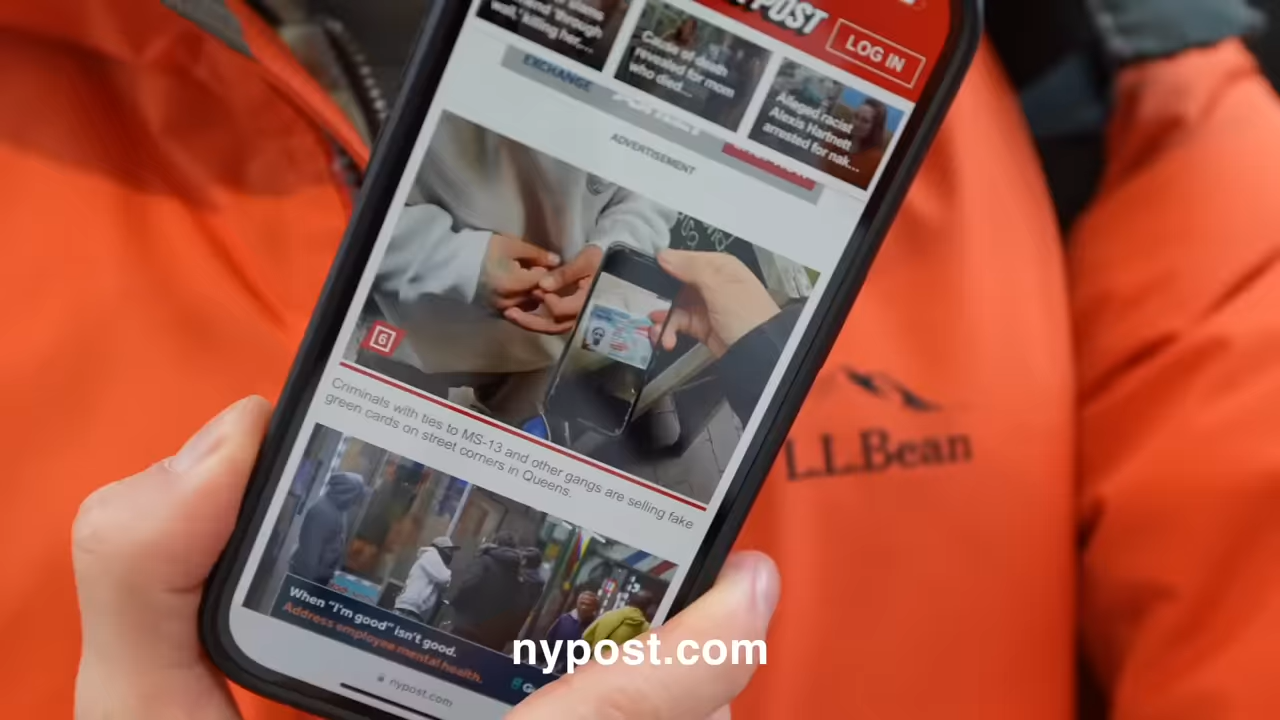 POST
LOG IN
wall,' killing her,...
Cause of death
revealed for mom
who died...
Alleged racist
Alexis Hartnett
arrested for nak...
EXCHANGE
ADVERTISEMENT
6
Criminals with ties to MS-13 and other gangs are selling fake
green cards on street corners in Queens.
L.L.Bean
When "I'm good" isn't good.
Address employee mental health.
nypost.com
nypost.com